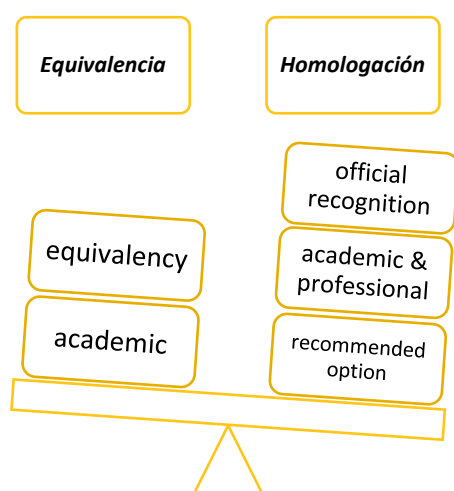 Equivalencia
Homologación
official
recognition
equivalency
academic &
professional
academic
recommended
option